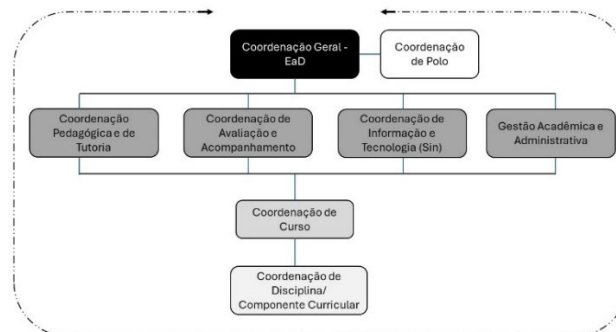 Coordenação Geral -
EaD
Coordenação
de Polo
Coordenação
Pedagógica e de
Tutoria
Coordenação de
Avaliação e
Acompanhamento
Coordenação de
Informação e
Tecnologia (Sin)
Gestão Acadêmica e
Administrativa
Coordenação de
Curso
Coordenação de
Disciplina/
Componente Curricular